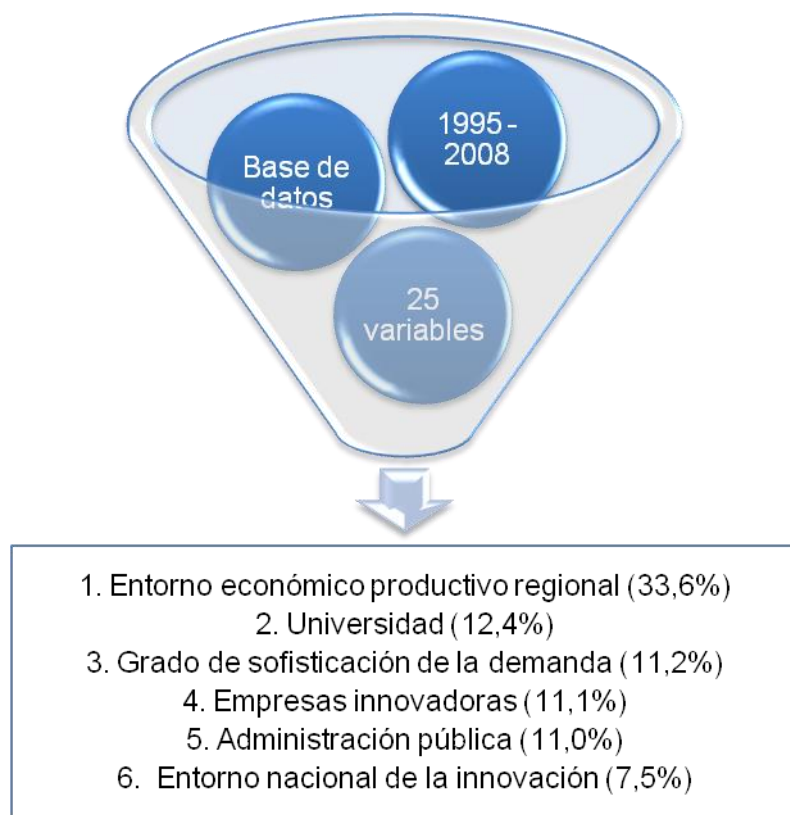 1995 -
2008
Base de
datos
25
variables
1. Entorno económico productivo regional (33,6%)
2. Universidad (12,4%)
3. Grado de sofisticación de la demanda (11,2%)
4. Empresas innovadoras (11,1%)
5. Administración pública (11,0%)
6. Entorno nacional de la innovación (7,5%)